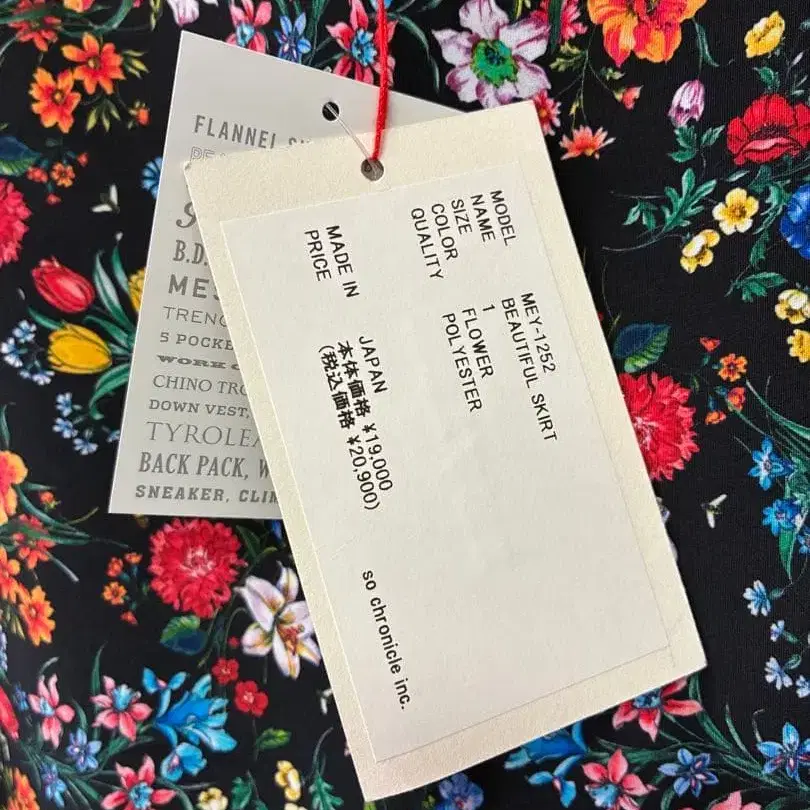 MODEL MEY-1252
NAME BEAUTIFUL SKIRT
SIZE 1
COLOR FLOWER
QUALITY POLYESTER
MADE IN JAPAN
PRICE 本体価格 ¥19,000
(税込価格 ¥20,900)
so chronicle inc.
FLANNEL
B.D.
5 POCKE
WORK
CHINO TRO
DOWN VEST,
TYROLEA
BACK PACK, W
SNEAKER, CLI